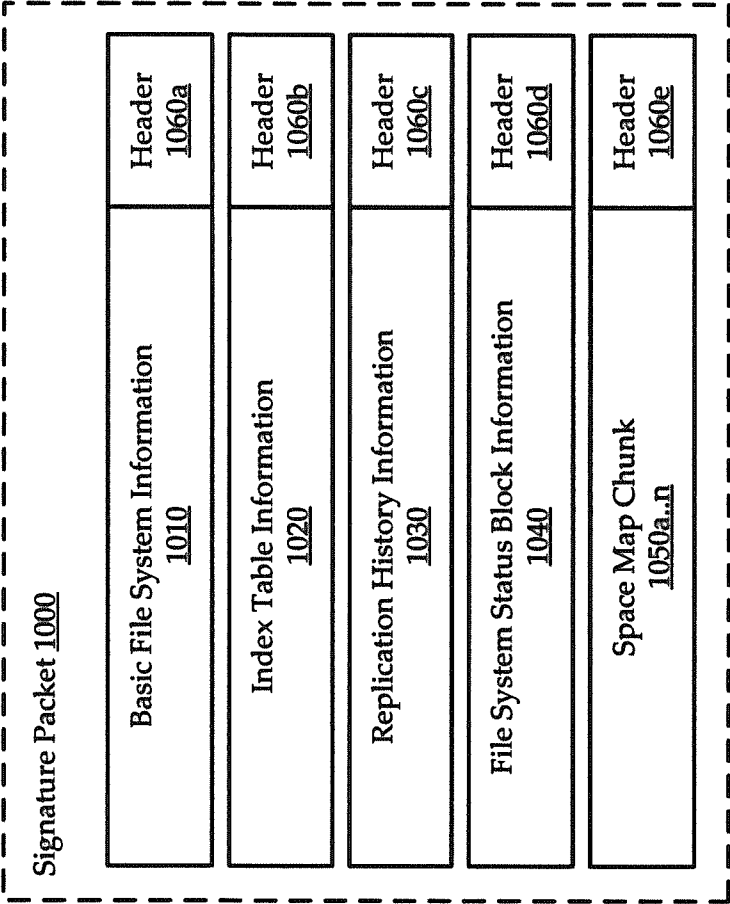 Signature Packet 1000
Basic File System Information
1010
Header
1060a
Index Table Information
1020
Header
1060b
Replication History Information
1030
Header
1060c
File System Status Block Information
1040
Header
1060d
Space Map Chunk
1050a..n
Header
1060e